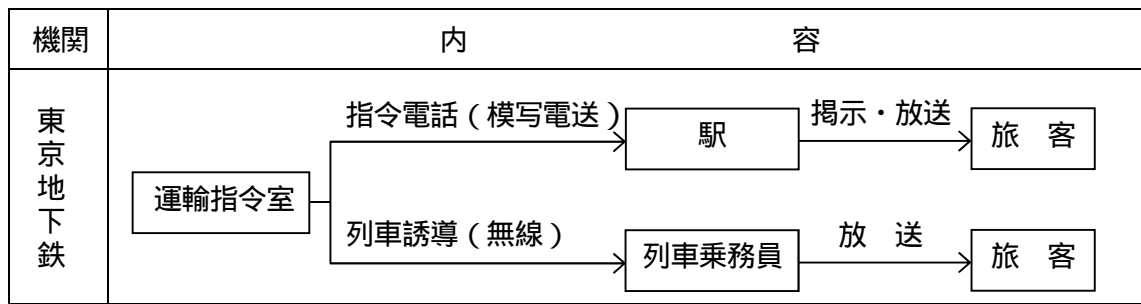 機関
内容
東京地下鉄
運輸指令室
指令電話（模写電送）
駅
掲示・放送
旅客
列車誘導（無線）
列車乗務員
放送
旅客